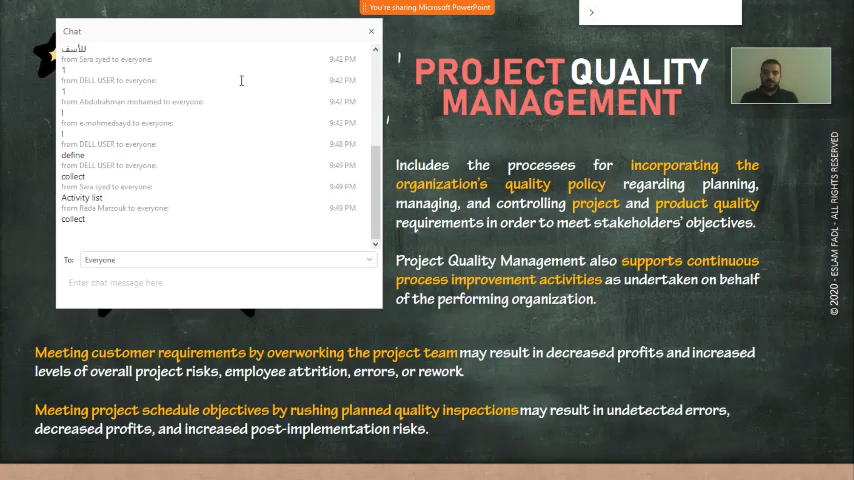 You're sharing Microsoft PowerPoint
Chat
للأسف
from Sara syed to everyone: 9:42 PM
1
from DELL USER to everyone: 9:42 PM
1
from Abdulrahman mohamed to everyone: 9:42 PM
1
from e.mohmedsayd to everyone: 9:42 PM
1
from DELL USER to everyone: 9:48 PM
define
from DELL USER to everyone: 9:49 PM
collect
from Sara syed to everyone: 9:49 PM
Activity list
from Reda Marzouk to everyone: 9:49 PM
collect
To: Everyone
Enter chat message here
PROJECT QUALITY
MANAGEMENT
Includes the processes for incorporating the
organization's quality policy regarding planning,
managing, and controlling project and product quality
requirements in order to meet stakeholders' objectives.
Project Quality Management also supports continuous
process improvement activities as undertaken on behalf
of the performing organization.
Meeting customer requirements by overworking the project team may result in decreased profits and increased
levels of overall project risks, employee attrition, errors, or rework.
Meeting project schedule objectives by rushing planned quality inspections may result in undetected errors,
decreased profits, and increased post-implementation risks.
© 2020 - ESLAM FADL - ALL RIGHTS RESERVED